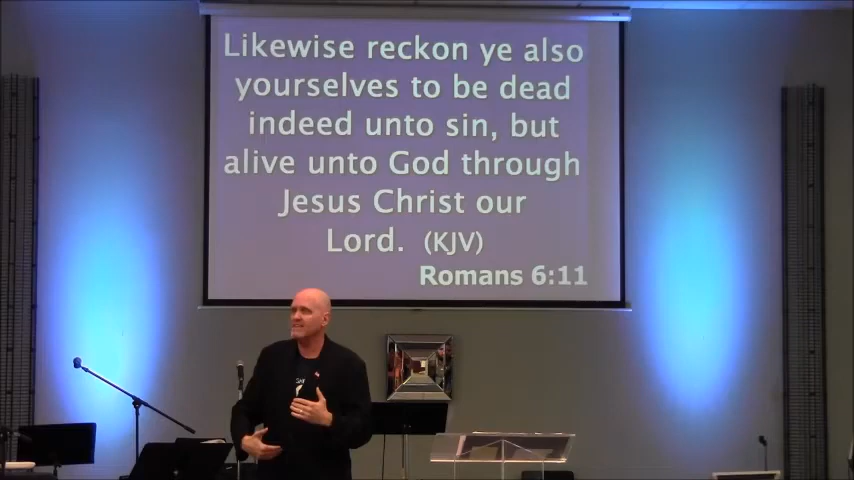 Likewise reckon ye also
yourselves to be dead
indeed unto sin, but
alive unto God through
Jesus Christ our
Lord. (KJV)
Romans 6:11